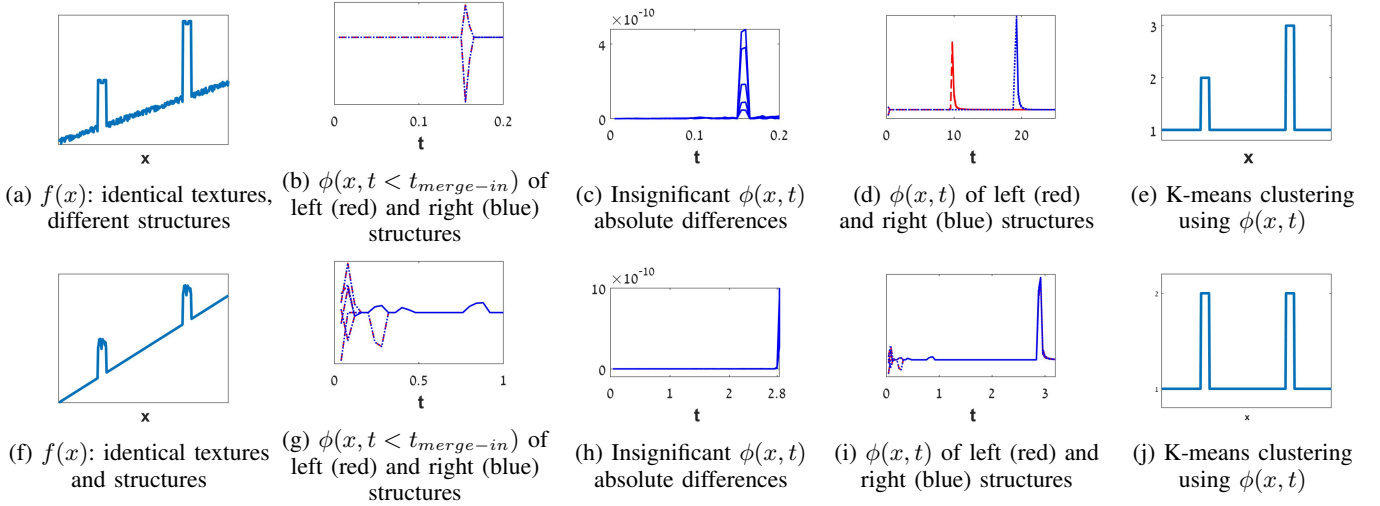 ×10⁻¹⁰
4
0
3
2
1
0 0.1 0.2
0 0.1 0.2
0 10 20
x
t
t
t
x
(a) f(x): identical textures,
different structures
(b) ϕ(x, t < t_{merge−in}) of
left (red) and right (blue)
structures
(c) Insignificant ϕ(x, t)
absolute differences
(d) ϕ(x, t) of left (red)
and right (blue) structures
(e) K-means clustering
using ϕ(x, t)
×10⁻¹⁰
10
0
2
1
0 0.5 1
0 1 2 2.8
0 1 2 3
x
t
t
t
x
(f) f(x): identical textures
and structures
(g) ϕ(x, t < t_{merge−in}) of
left (red) and right (blue)
structures
(h) Insignificant ϕ(x, t)
absolute differences
(i) ϕ(x, t) of left (red) and
right (blue) structures
(j) K-means clustering
using ϕ(x, t)